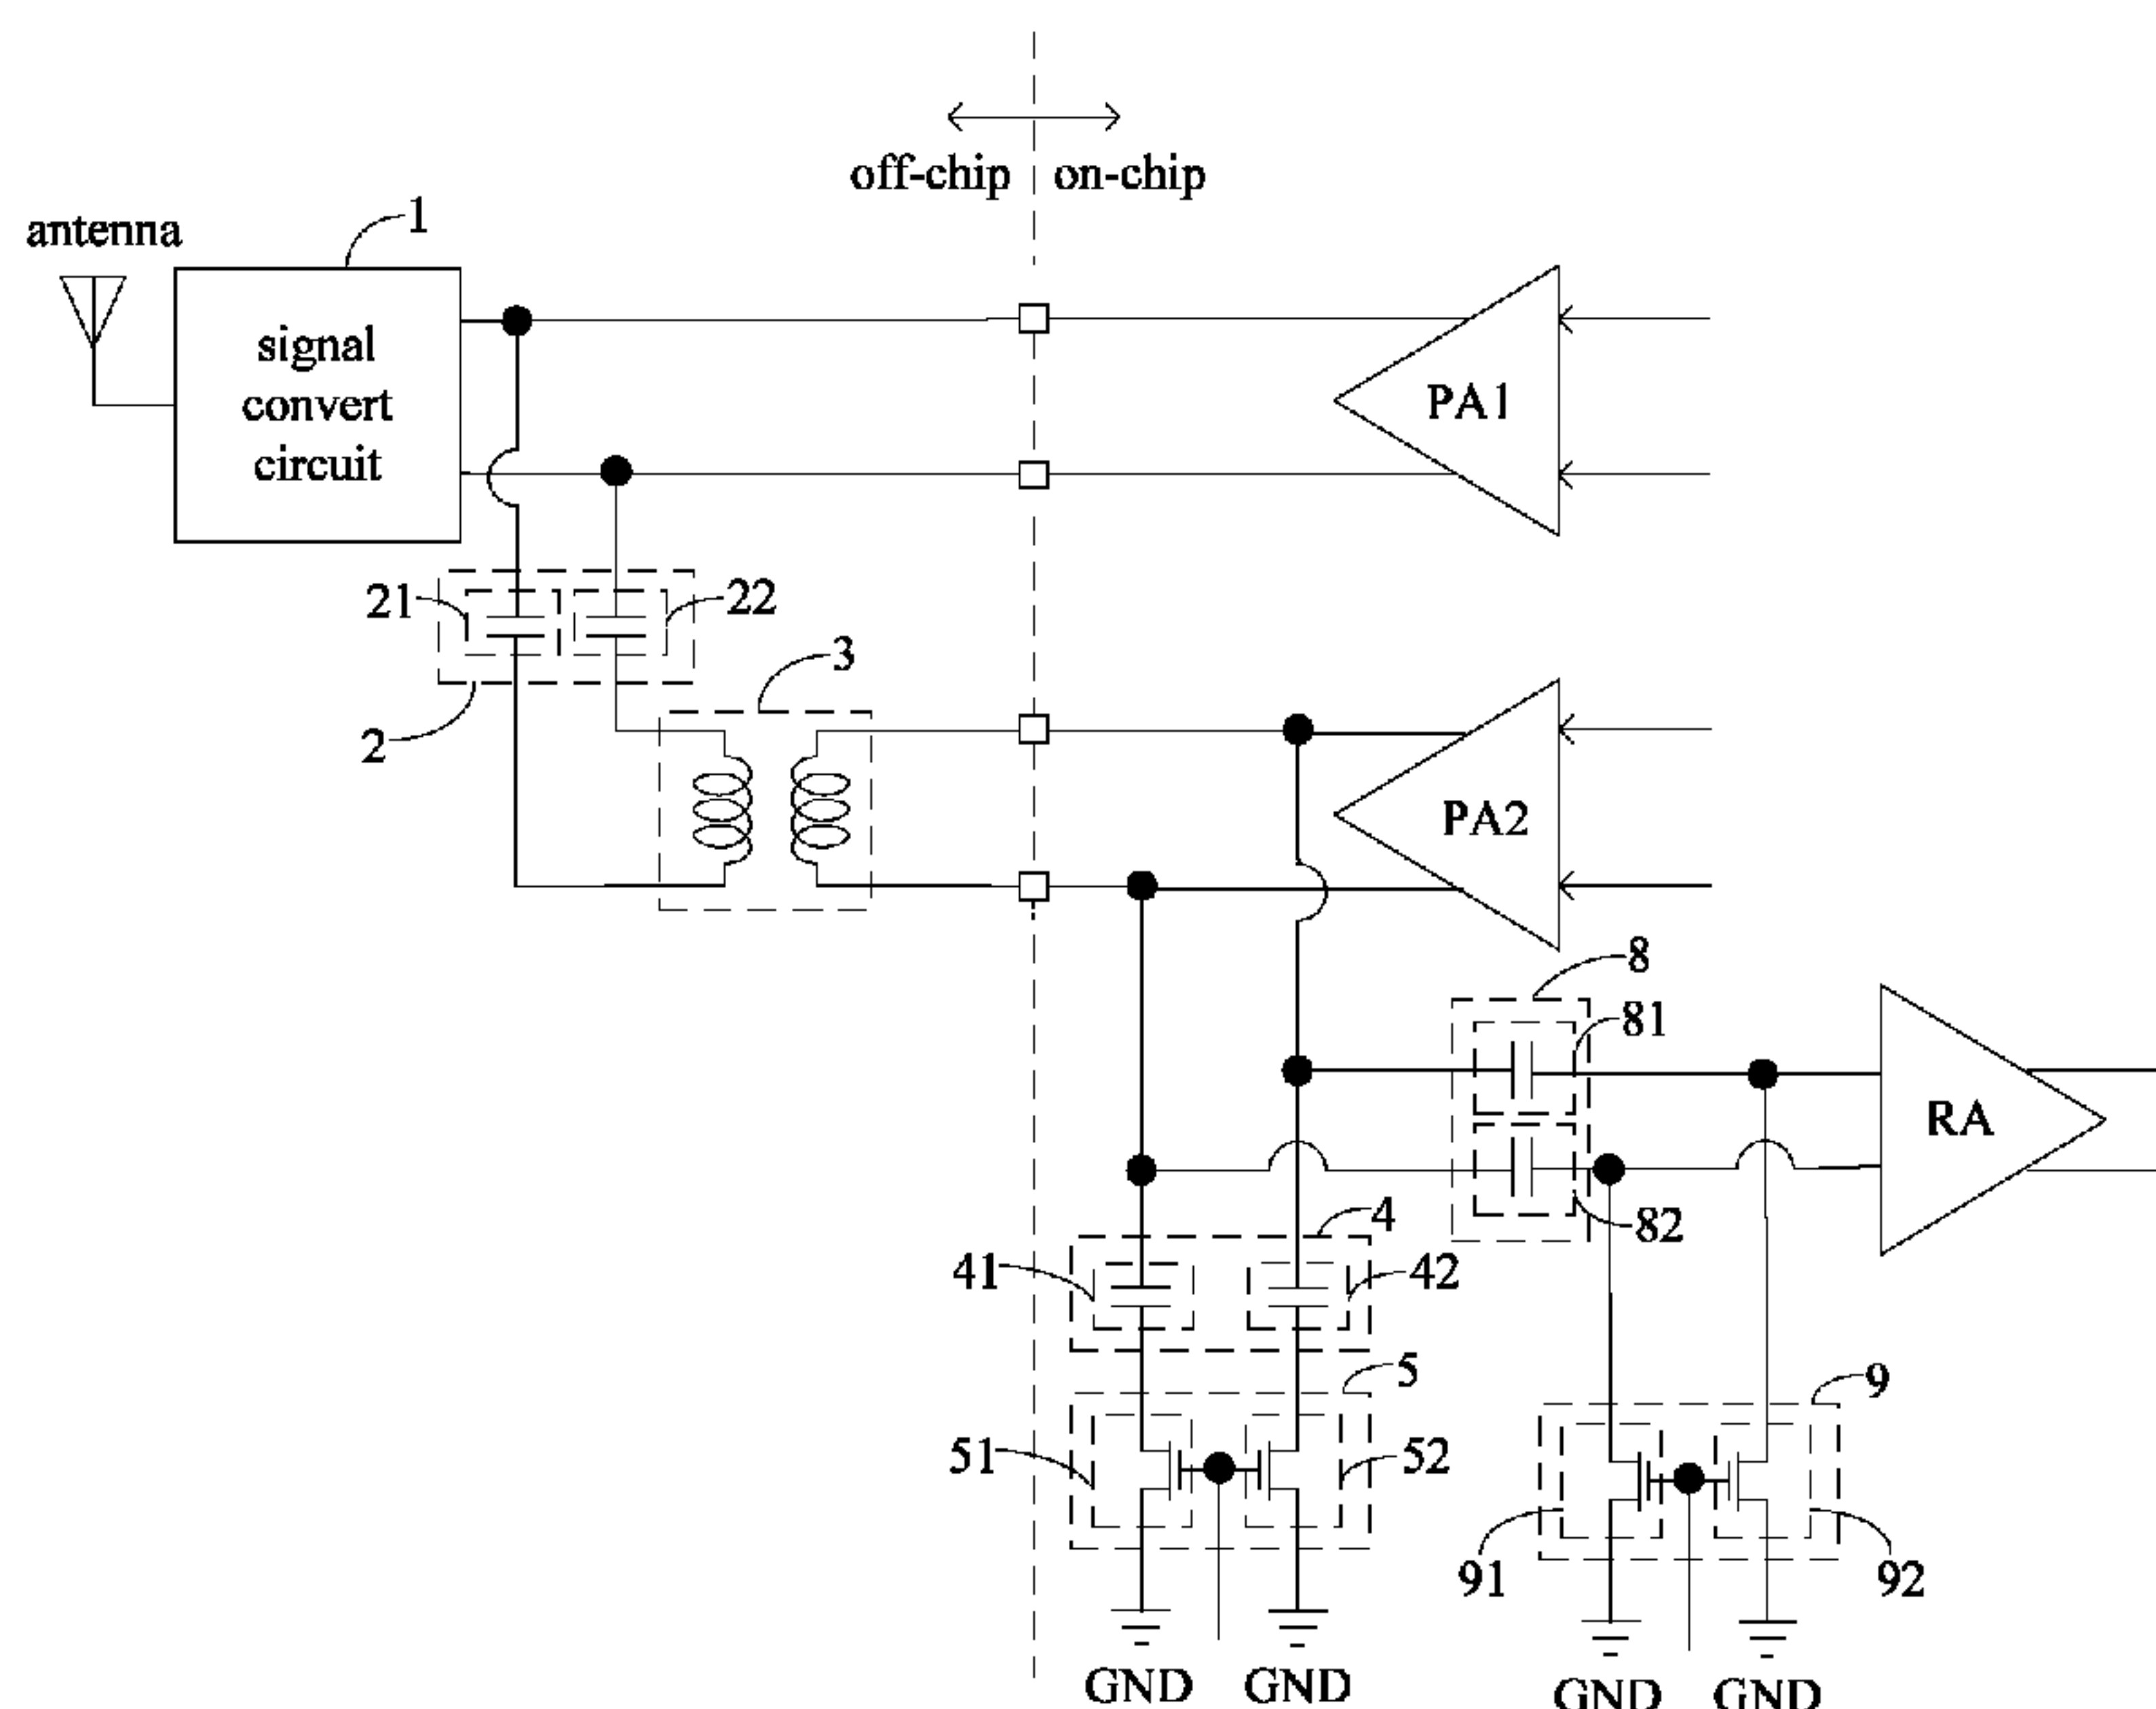 off-chip
on-chip
antenna
1
signal
convert
circuit
PA1
21
22
3
2
PA2
8
81
RA
82
4
41
42
5
9
51
52
91
92
GND
GND
GND
GND